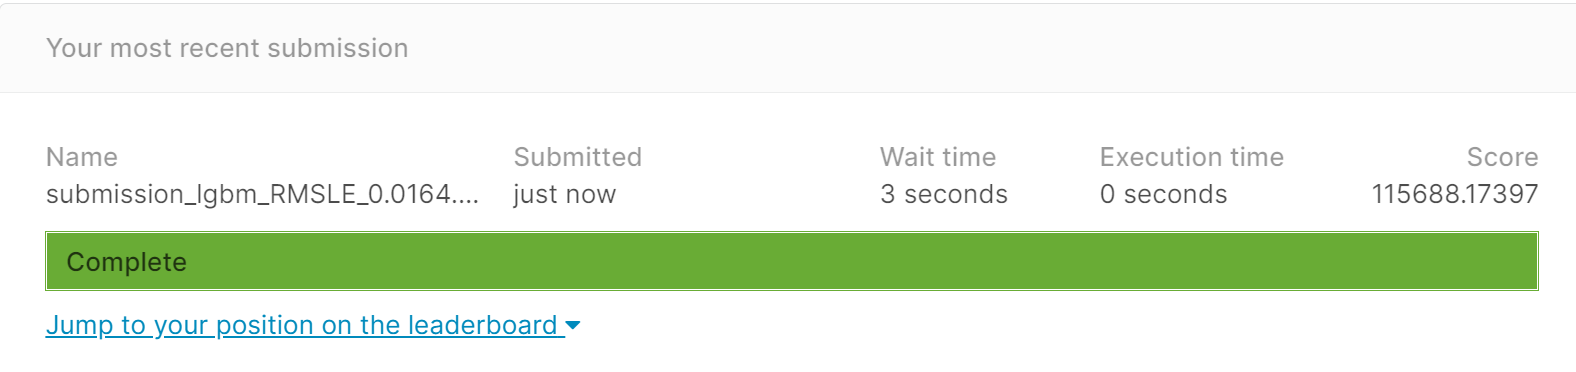 Your most recent submission
Name Submitted Wait time Execution time Score
submission_lgbm_RMSLE_0.0164.... just now 3 seconds 0 seconds 115688.17397
Complete
Jump to your position on the leaderboard